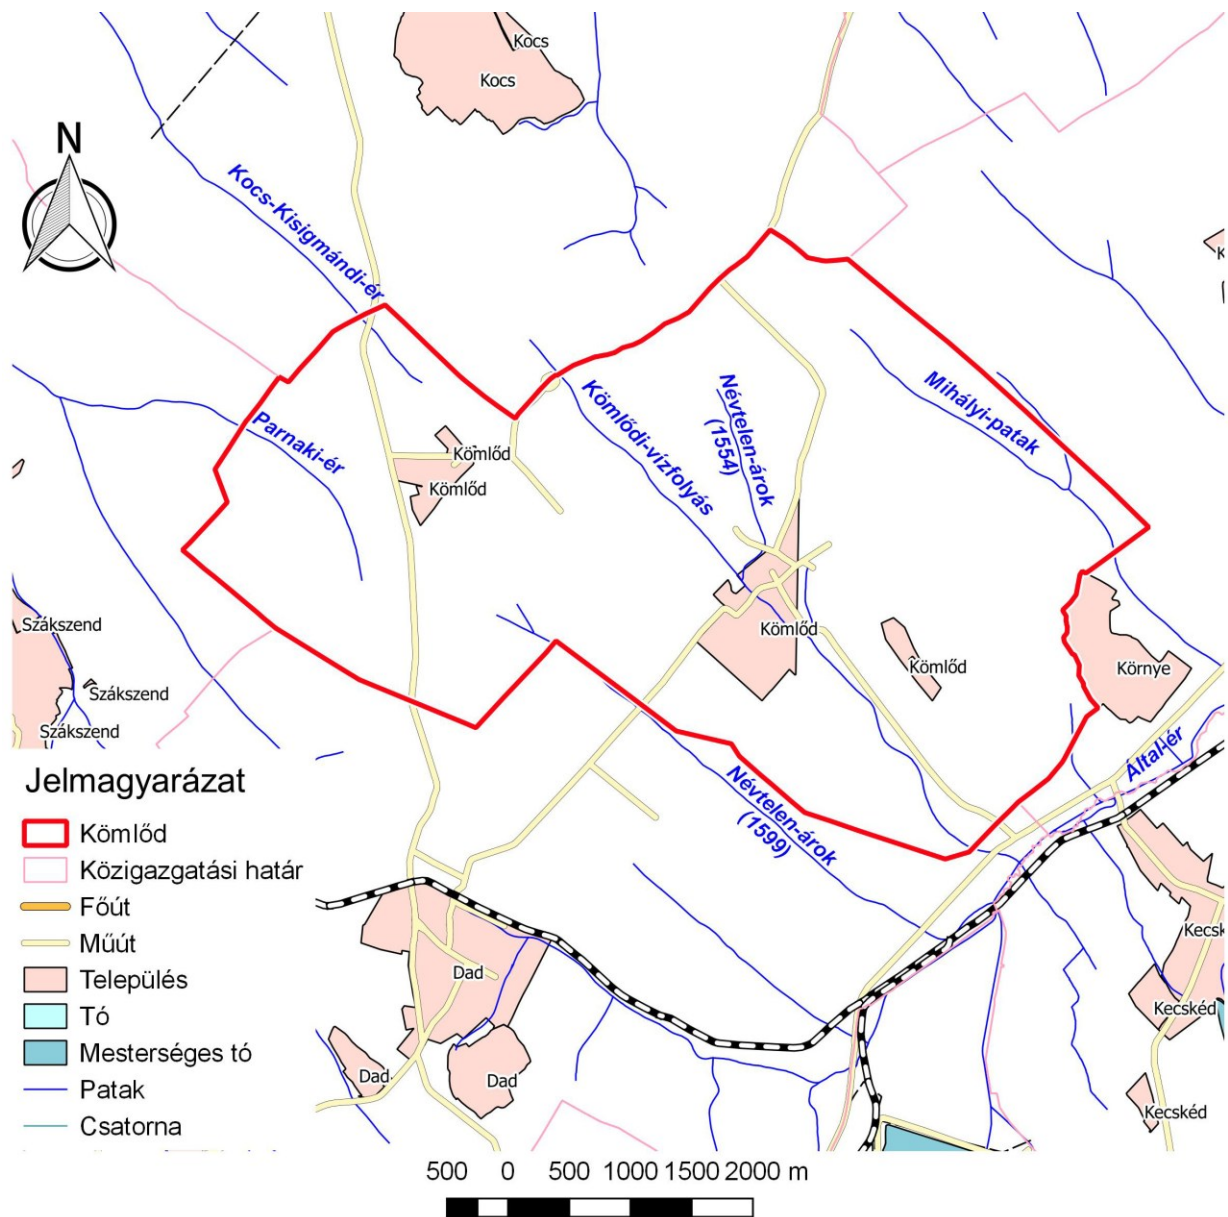 Kocs
Kocs
N
Kocs-Kisigmándi-ér
Parnaki-ér
Kömlődi-vízfolyás
Névtelen-árok
(1554)
Mihályi-patak
Kömlőd
Kömlőd
Kömlőd
Kömlőd
Környe
Szákszend
Szákszend
Szákszend
Által-ér
Névtelen-árok
(1599)
Jelmagyarázat
Kömlőd
Közigazgatási határ
Főút
Műút
Település
Tó
Mesterséges tó
Patak
Csatorna
Dad
Dad
Dad
Kecskéd
Kecskéd
500 0 500 1000 1500 2000 m